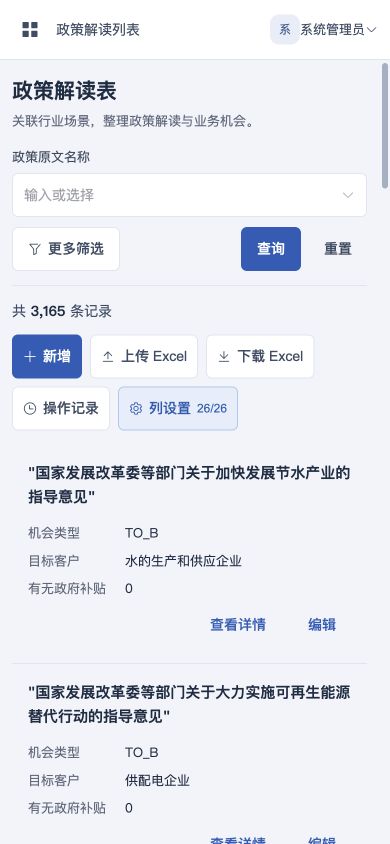 政策解读列表
系 系统管理员
政策解读表
关联行业场景，整理政策解读与业务机会。
政策原文名称
输入或选择
更多筛选 查询 重置
共 3,165 条记录
新增 上传 Excel 下载 Excel
操作记录 列设置 26/26
"国家发展改革委等部门关于加快发展节水产业的
指导意见"
机会类型 TO_B
目标客户 水的生产和供应企业
有无政府补贴 0
查看详情 编辑
"国家发展改革委等部门关于大力实施可再生能源
替代行动的指导意见"
机会类型 TO_B
目标客户 供配电企业
有无政府补贴 0
查看详情 编辑